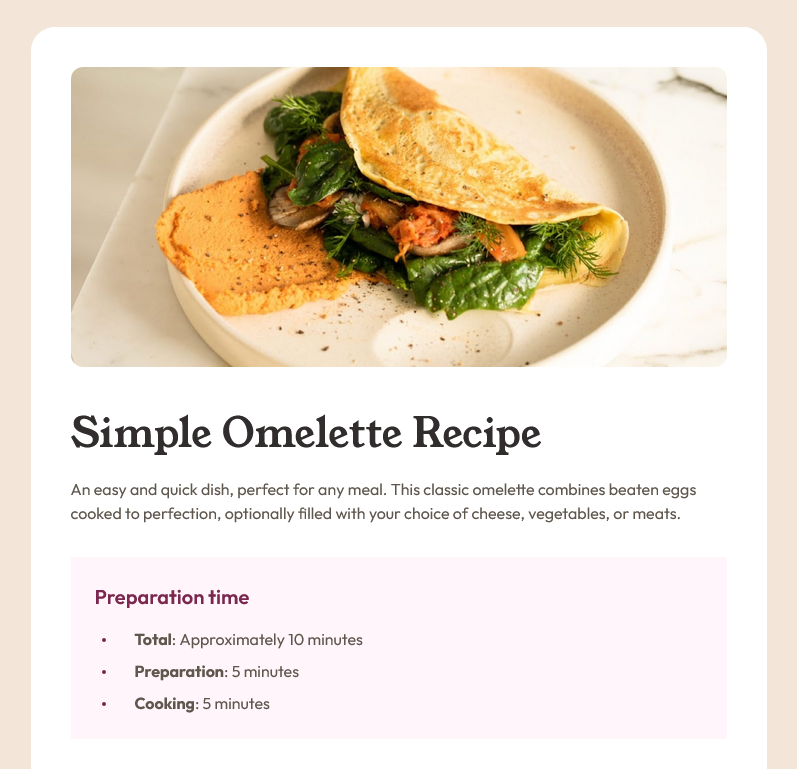 Simple Omelette Recipe
An easy and quick dish, perfect for any meal. This classic omelette combines beaten eggs
cooked to perfection, optionally filled with your choice of cheese, vegetables, or meats.
Preparation time
• Total: Approximately 10 minutes
• Preparation: 5 minutes
• Cooking: 5 minutes